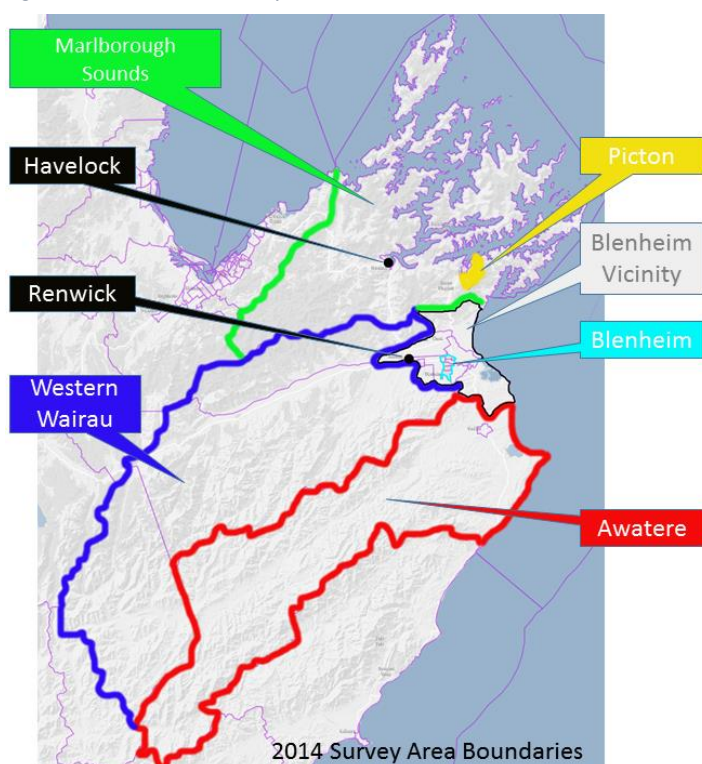 Marlborough
Sounds
Havelock
Picton
Blenheim
Vicinity
Renwick
Blenheim
Western
Wairau
Awatere
2014 Survey Area Boundaries